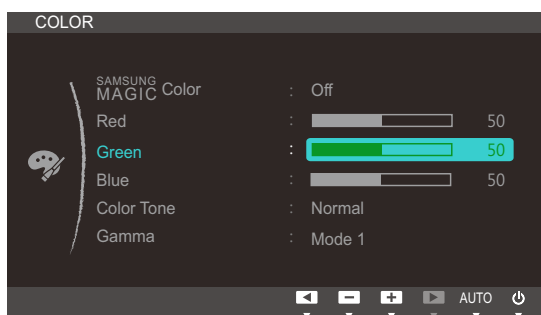 COLOR
SAMSUNG
MAGIC Color : Off
Red : 50
Green : 50
Blue : 50
Color Tone : Normal
Gamma : Mode 1
AUTO